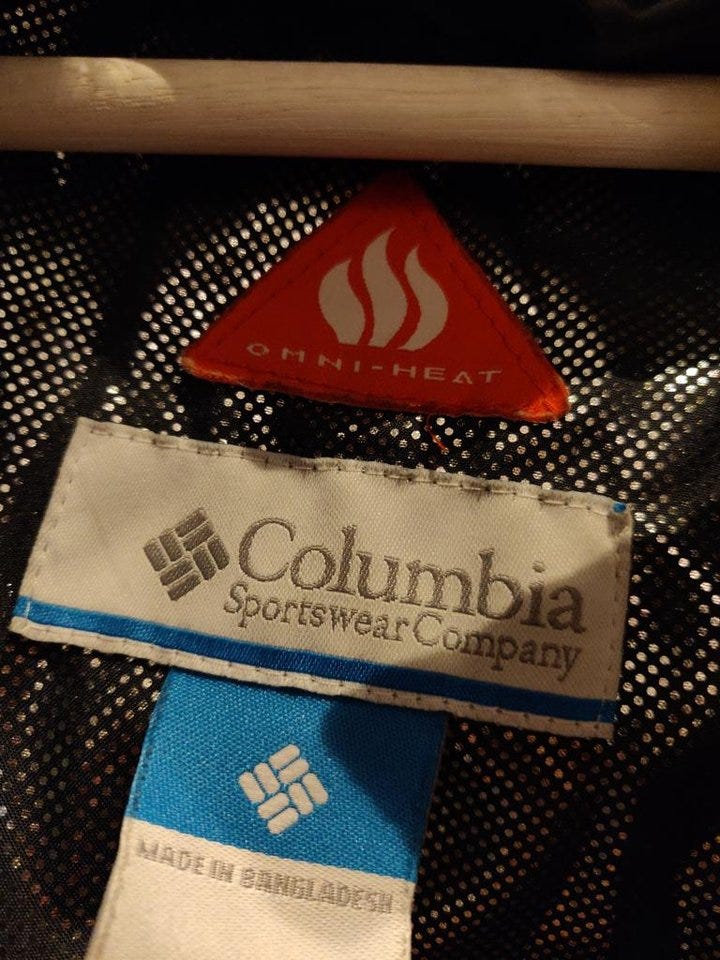 OMNI-HEAT
Columbia
Sportswear Company
MADE IN BANGLADESH